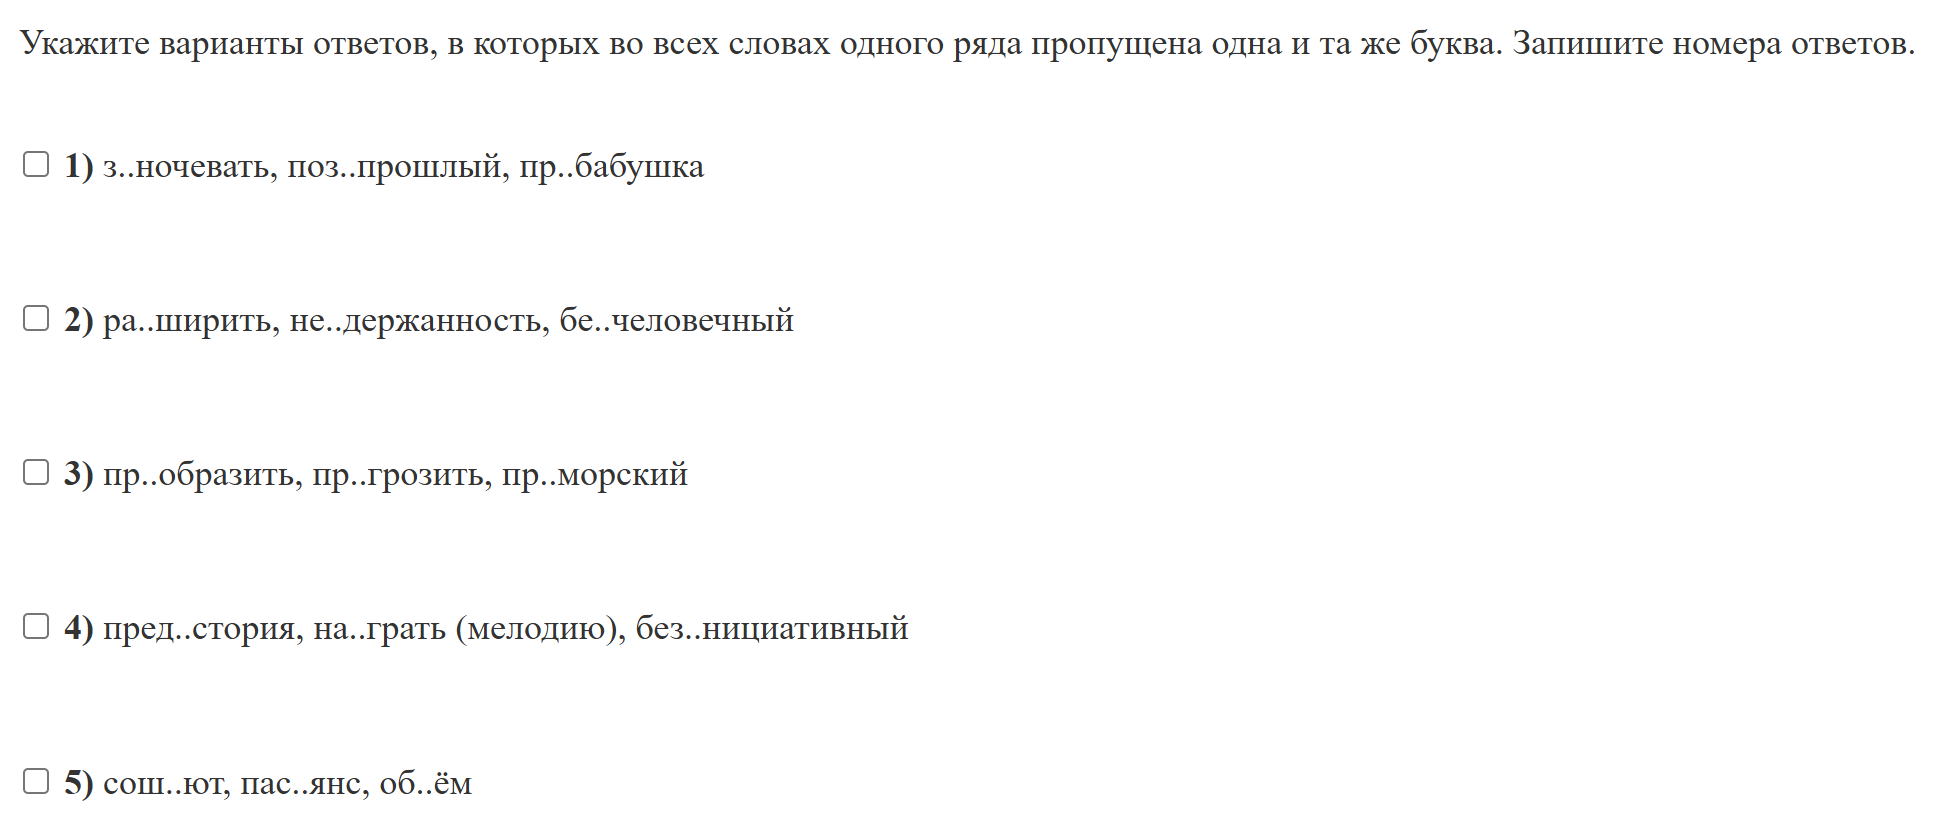 Укажите варианты ответов, в которых во всех словах одного ряда пропущена одна и та же буква. Запишите номера ответов.
1) з..ночевать, поз..прошлый, пр..бабушка
2) ра..ширить, не..держанность, бе..человечный
3) пр..образить, пр..грозить, пр..морский
4) пред..стория, на..грать (мелодию), без..нициативный
5) сош..ют, пас..янс, об..ём